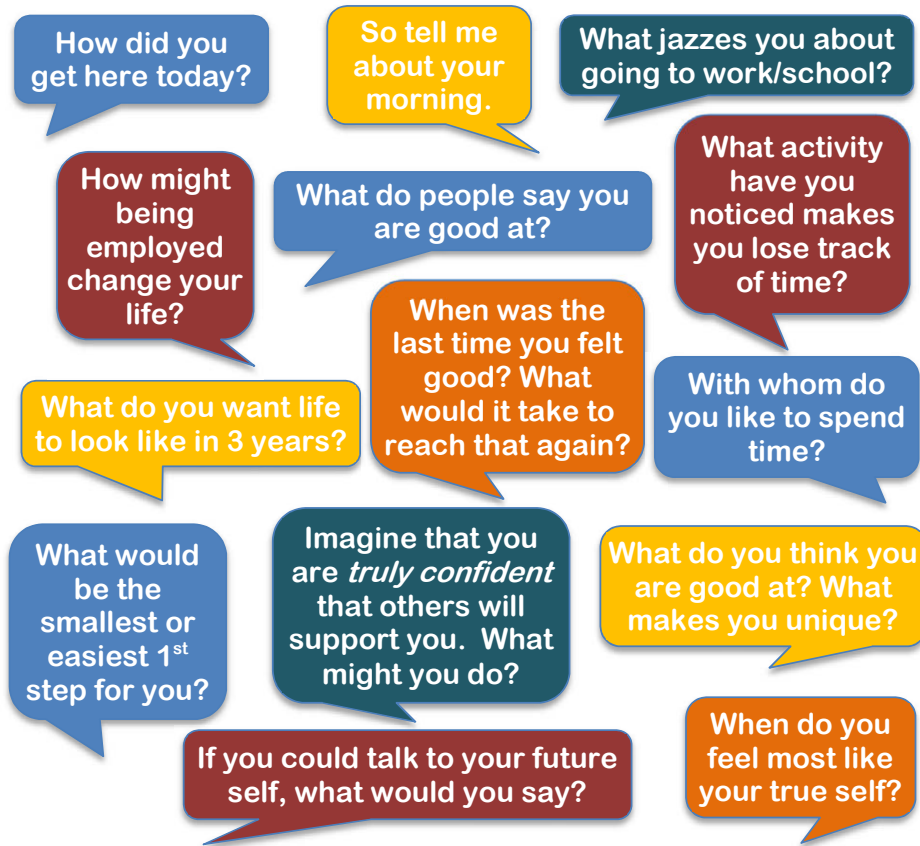 How did you
get here today?
So tell me
about your
morning.
What jazzes you about
going to work/school?
How might
being
employed
change your
life?
What do people say you
are good at?
What activity
have you
noticed makes
you lose track
of time?
When was the
last time you felt
good? What
would it take to
reach that again?
What do you want life
to look like in 3 years?
With whom do
you like to spend
time?
What would
be the
smallest or
easiest 1st
step for you?
Imagine that you
are truly confident
that others will
support you.  What
might you do?
What do you think you
are good at? What
makes you unique?
If you could talk to your future
self, what would you say?
When do you
feel most like
your true self?